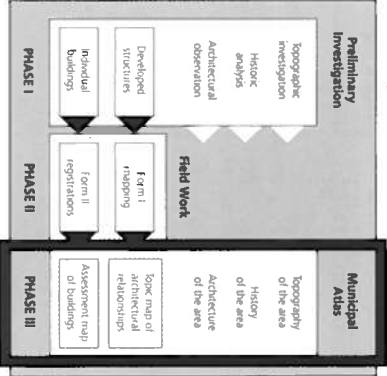 Preliminary
Investigation
Topographic
investigation
Historic
analysis
Architectural
observation
Developed
structures
Individual
buildings
PHASE I
Field Work
Form I
mapping
Form II
registrations
PHASE II
Municipal
Atlas
Topography
of the area
History
of the area
Architecture
of the area
Topic map of
architectural
relationships
Assessment map
of buildings
PHASE III